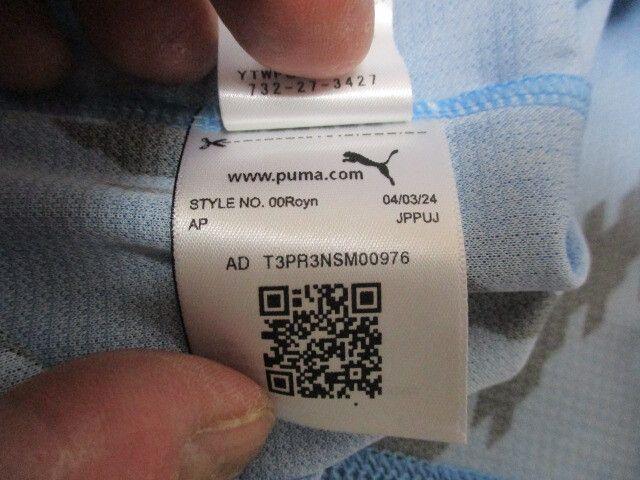 732-27-3427
www.puma.com
STYLE NO. 00Royn 04/03/24
AP JPPUJ
AD T3PR3NSM00976